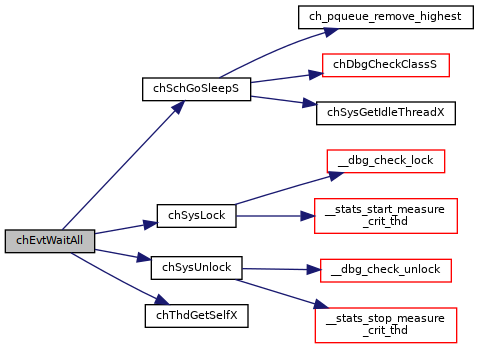 ch_pqueue_remove_highest
chDbgCheckClassS
chSchGoSleepS
chSysGetIdleThreadX
__dbg_check_lock
chSysLock
__stats_start_measure
_crit_thd
chEvtWaitAll
chSysUnlock
__dbg_check_unlock
chThdGetSelfX
__stats_stop_measure
_crit_thd